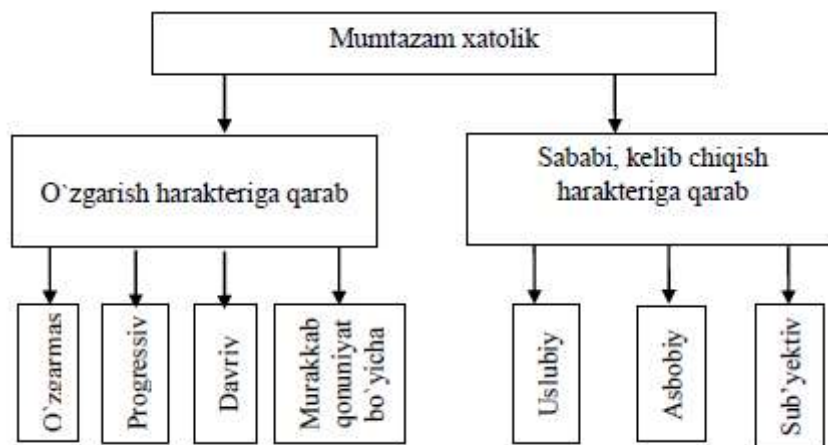 Mumtazam xatolik
O`zgarish harakteriga qarab
Sababi, kelib chiqish
harakteriga qarab
O`zgarmas
Progressiv
Davriv
Murakkab
qonuniyat
bo`yicha
Uslubiy
Asbobiy
Sub`yektiv